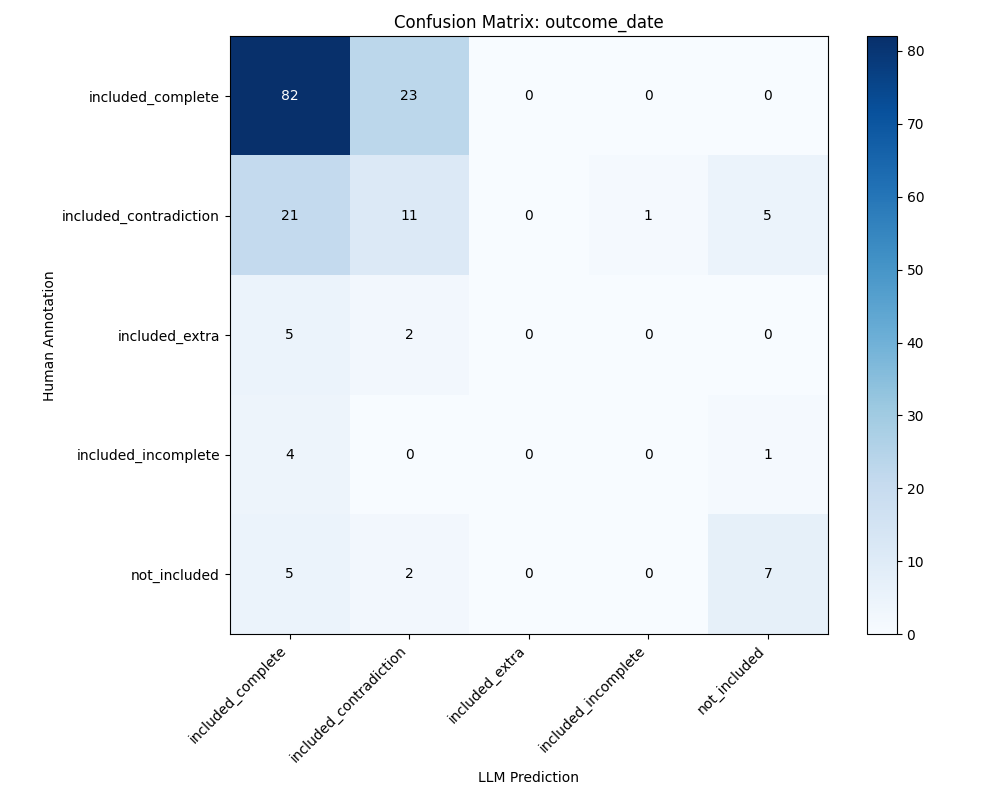 Confusion Matrix: outcome_date
included_complete 82 23 0 0 0
included_contradiction 21 11 0 1 5
included_extra 5 2 0 0 0
included_incomplete 4 0 0 0 1
not_included 5 2 0 0 7
included_complete
included_contradiction
included_extra
included_incomplete
not_included
LLM Prediction
Human Annotation
80
70
60
50
40
30
20
10
0